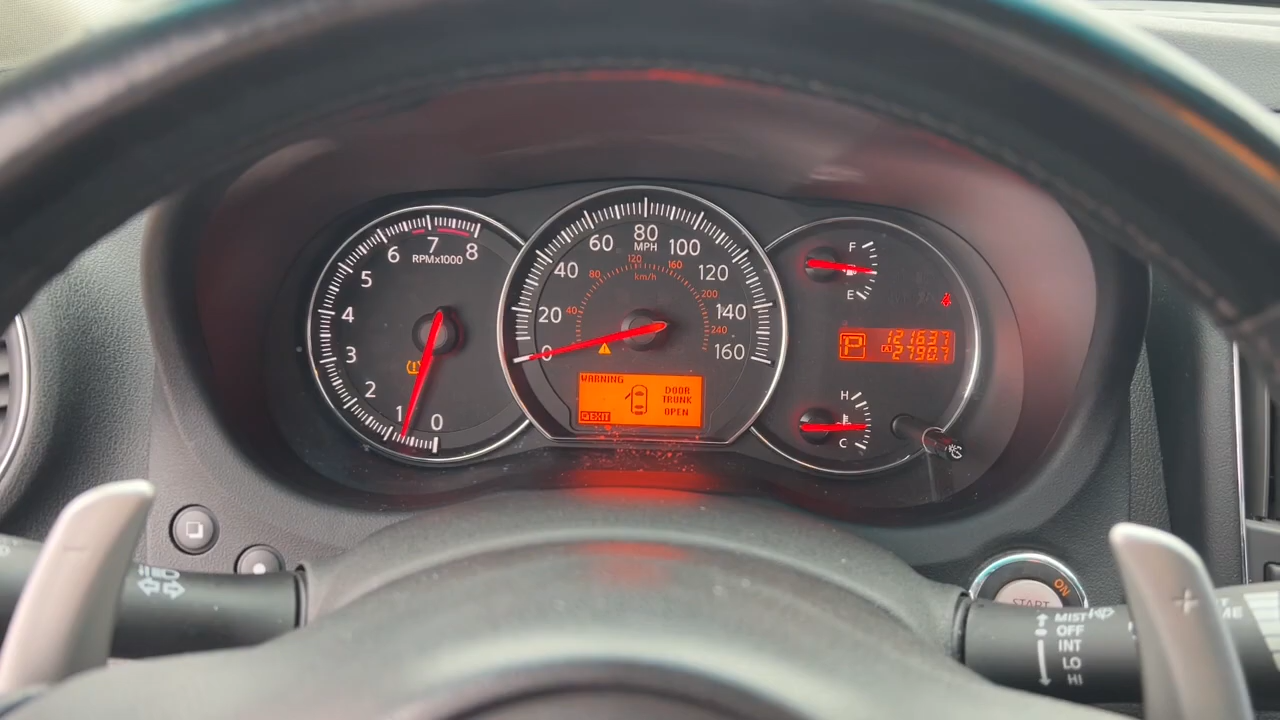 0
1
2
3
4
5
6
7
8
RPMx1000
0
20
40
60
80
100
120
140
160
MPH
40
80
120
160
200
240
km/h
WARNING
DOOR
TRUNK
OPEN
EXIT
F
E
P
121637
A
2790.7
H
C
ON
START
MIST
OFF
INT
LO
HI